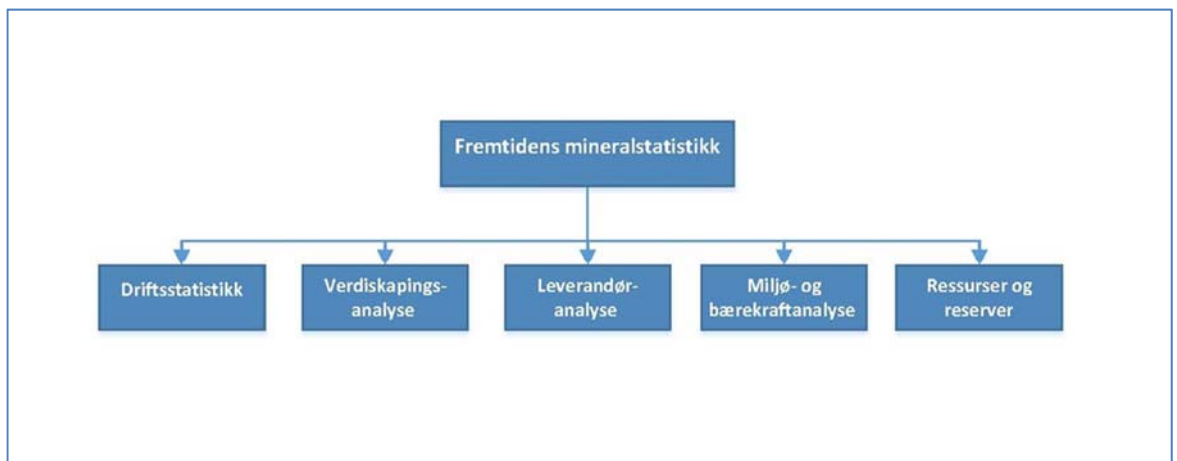 Fremtidens mineralstatistikk
Driftsstatistikk
Verdiskapings-
analyse
Leverandør-
analyse
Miljø- og
bærekraftanalyse
Ressurser og
reserver